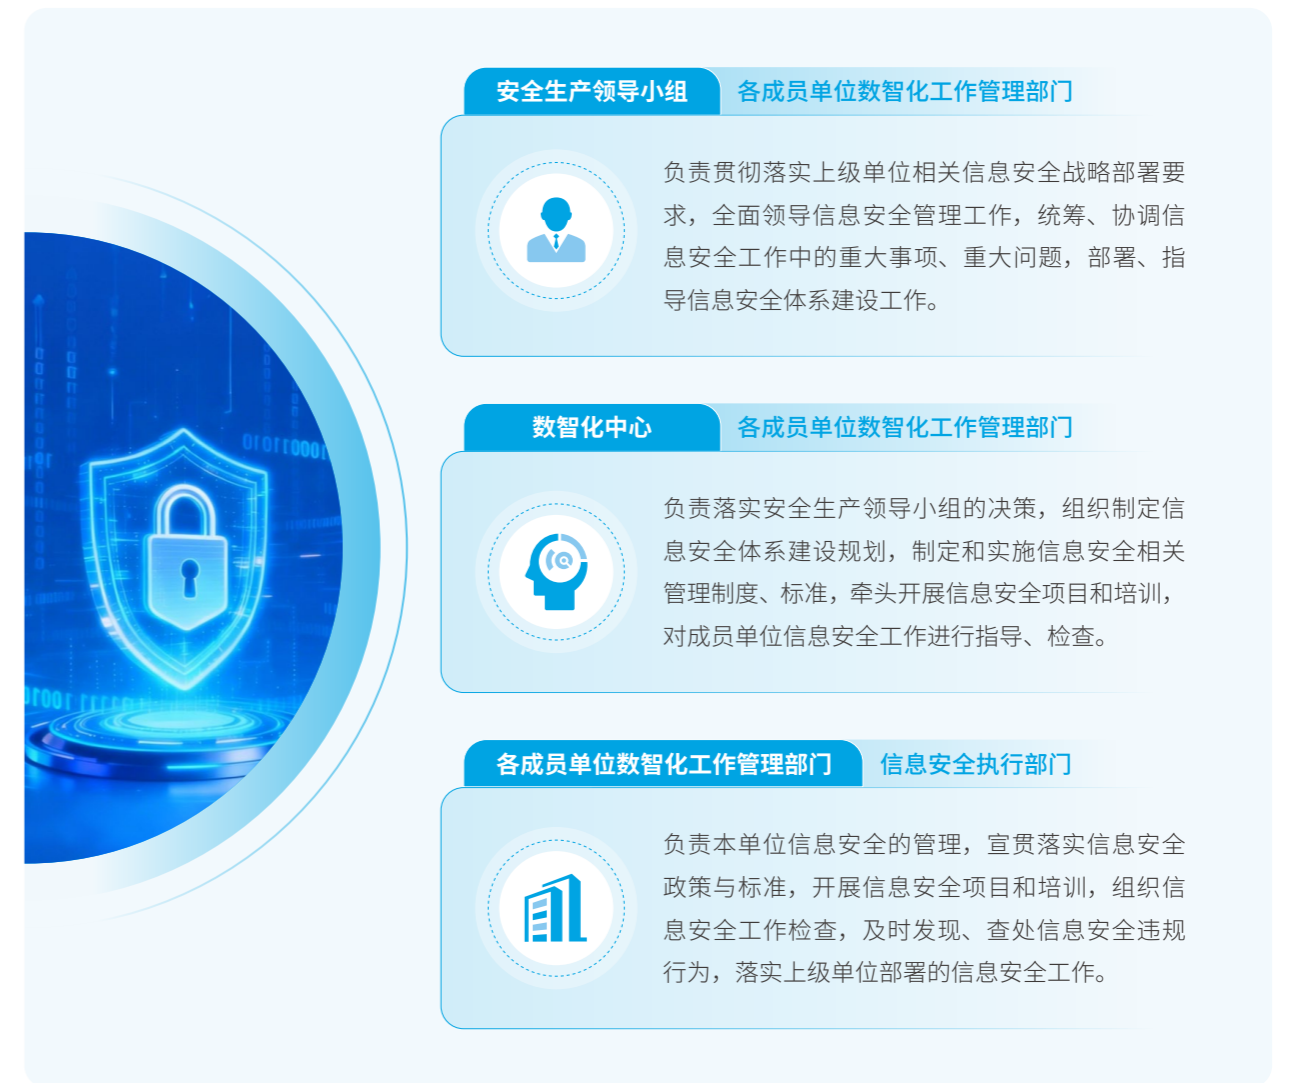 安全生产领导小组 各成员单位数智化工作管理部门
负责贯彻落实上级单位相关信息安全战略部署要
求，全面领导信息安全管理工作，统筹、协调信
息安全工作中的重大事项、重大问题，部署、指
导信息安全体系建设工作。
数智化中心 各成员单位数智化工作管理部门
负责落实安全生产领导小组的决策，组织制定信
息安全体系建设规划，制定和实施信息安全相关
管理制度、标准，牵头开展信息安全项目和培训，
对成员单位信息安全工作进行指导、检查。
各成员单位数智化工作管理部门 信息安全执行部门
负责本单位信息安全的管理，宣贯落实信息安全
政策与标准，开展信息安全项目和培训，组织信
息安全工作检查，及时发现、查处信息安全违规
行为，落实上级单位部署的信息安全工作。